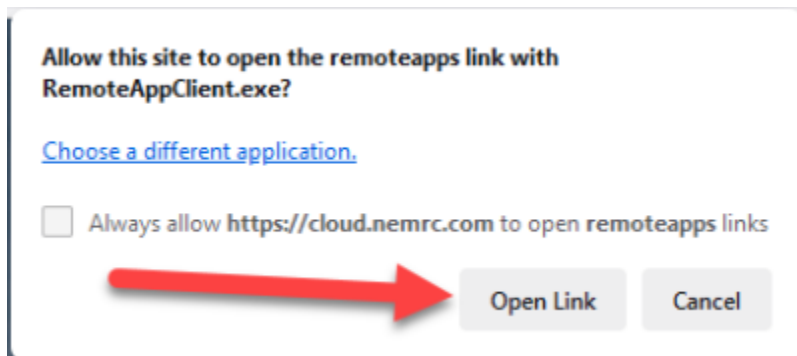 Allow this site to open the remoteapps link with
RemoteAppClient.exe?
Choose a different application.
Always allow https://cloud.nemrc.com to open remoteapps links
Open Link
Cancel